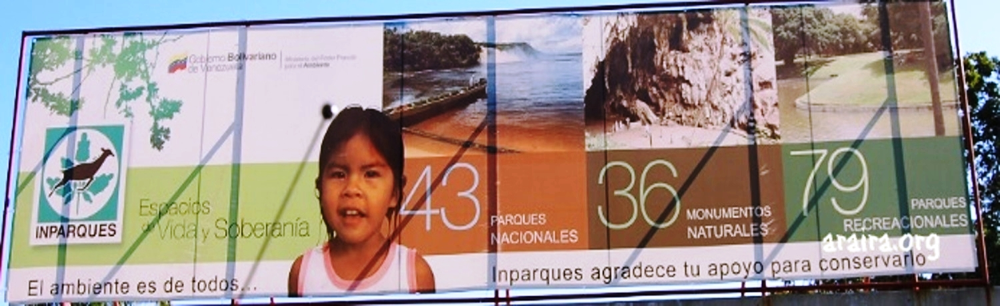 Gobierno Bolivariano
de Venezuela
Ministerio del Poder Popular
para el Ambiente
INPARQUES
Espacios
de Vida y Soberanía
43
PARQUES
NACIONALES
36
MONUMENTOS
NATURALES
79
PARQUES
RECREACIONALES
araira.org
El ambiente es de todos...
Inparques agradece tu apoyo para conservarlo